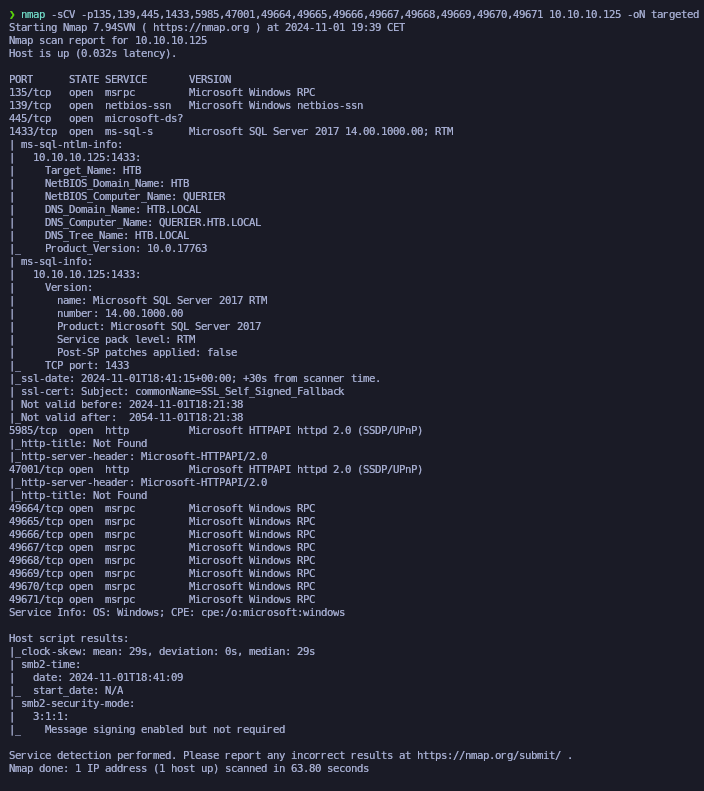 ❯ nmap -sCV -p135,139,445,1433,5985,47001,49664,49665,49666,49667,49668,49669,49670,49671 10.10.10.125 -oN targeted
Starting Nmap 7.94SVN ( https://nmap.org ) at 2024-11-01 19:39 CET
Nmap scan report for 10.10.10.125
Host is up (0.032s latency).

PORT      STATE SERVICE       VERSION
135/tcp   open  msrpc         Microsoft Windows RPC
139/tcp   open  netbios-ssn   Microsoft Windows netbios-ssn
445/tcp   open  microsoft-ds?
1433/tcp  open  ms-sql-s      Microsoft SQL Server 2017 14.00.1000.00; RTM
| ms-sql-ntlm-info:
|   10.10.10.125:1433:
|     Target_Name: HTB
|     NetBIOS_Domain_Name: HTB
|     NetBIOS_Computer_Name: QUERIER
|     DNS_Domain_Name: HTB.LOCAL
|     DNS_Computer_Name: QUERIER.HTB.LOCAL
|     DNS_Tree_Name: HTB.LOCAL
|_    Product_Version: 10.0.17763
| ms-sql-info:
|   10.10.10.125:1433:
|     Version:
|       name: Microsoft SQL Server 2017 RTM
|       number: 14.00.1000.00
|       Product: Microsoft SQL Server 2017
|       Service pack level: RTM
|       Post-SP patches applied: false
|_    TCP port: 1433
|_ssl-date: 2024-11-01T18:41:15+00:00; +30s from scanner time.
| ssl-cert: Subject: commonName=SSL_Self_Signed_Fallback
| Not valid before: 2024-11-01T18:21:38
|_Not valid after:  2054-11-01T18:21:38
5985/tcp  open  http          Microsoft HTTPAPI httpd 2.0 (SSDP/UPnP)
|_http-title: Not Found
|_http-server-header: Microsoft-HTTPAPI/2.0
47001/tcp open  http          Microsoft HTTPAPI httpd 2.0 (SSDP/UPnP)
|_http-server-header: Microsoft-HTTPAPI/2.0
|_http-title: Not Found
49664/tcp open  msrpc         Microsoft Windows RPC
49665/tcp open  msrpc         Microsoft Windows RPC
49666/tcp open  msrpc         Microsoft Windows RPC
49667/tcp open  msrpc         Microsoft Windows RPC
49668/tcp open  msrpc         Microsoft Windows RPC
49669/tcp open  msrpc         Microsoft Windows RPC
49670/tcp open  msrpc         Microsoft Windows RPC
49671/tcp open  msrpc         Microsoft Windows RPC
Service Info: OS: Windows; CPE: cpe:/o:microsoft:windows

Host script results:
|_clock-skew: mean: 29s, deviation: 0s, median: 29s
| smb2-time:
|   date: 2024-11-01T18:41:09
|_  start_date: N/A
| smb2-security-mode:
|   3:1:1:
|_    Message signing enabled but not required

Service detection performed. Please report any incorrect results at https://nmap.org/submit/ .
Nmap done: 1 IP address (1 host up) scanned in 63.80 seconds